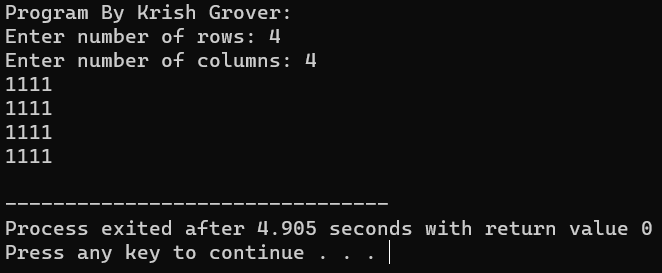 Program By Krish Grover:
Enter number of rows: 4
Enter number of columns: 4
1111
1111
1111
1111
--------------------------------
Process exited after 4.905 seconds with return value 0
Press any key to continue . . .